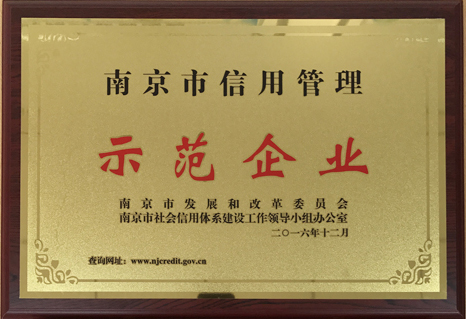 南京市信用管理
示范企业
南京市发展和改革委员会
南京市社会信用体系建设工作领导小组办公室
二〇一六年十二月
查询网址：www.njcredit.gov.cn